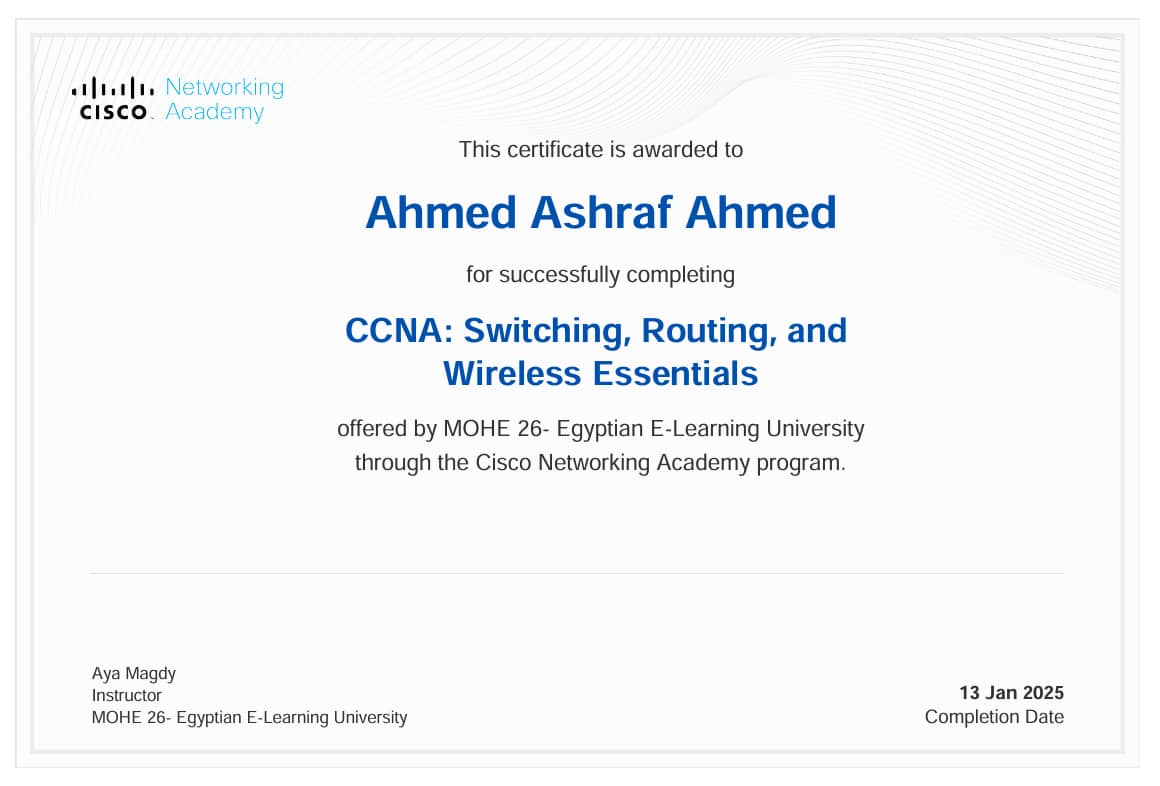 Networking
CISCO Academy
This certificate is awarded to
Ahmed Ashraf Ahmed
for successfully completing
CCNA: Switching, Routing, and
Wireless Essentials
offered by MOHE 26- Egyptian E-Learning University
through the Cisco Networking Academy program.
Aya Magdy
Instructor
MOHE 26- Egyptian E-Learning University
13 Jan 2025
Completion Date